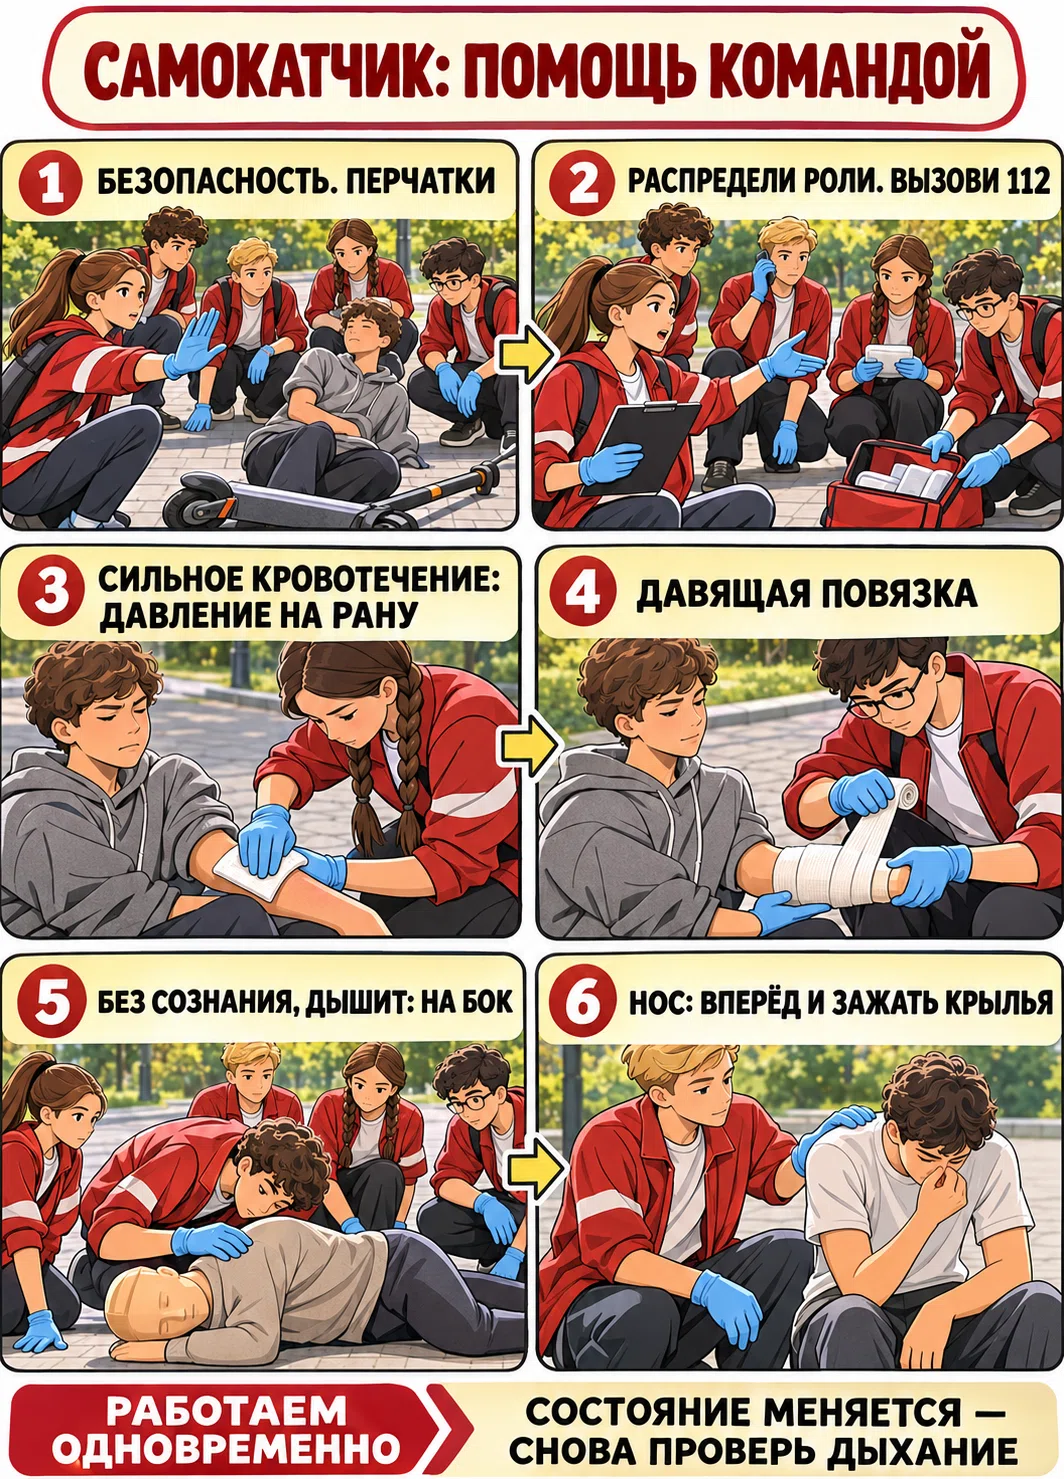 САМОКАТЧИК: ПОМОЩЬ КОМАНДОЙ
1 БЕЗОПАСНОСТЬ. ПЕРЧАТКИ
2 РАСПРЕДЕЛИ РОЛИ. ВЫЗОВИ 112
3 СИЛЬНОЕ КРОВОТЕЧЕНИЕ:
ДАВЛЕНИЕ НА РАНУ
4 ДАВЯЩАЯ ПОВЯЗКА
5 БЕЗ СОЗНАНИЯ, ДЫШИТ: НА БОК
6 НОС: ВПЕРЁД И ЗАЖАТЬ КРЫЛЬЯ
РАБОТАЕМ
ОДНОВРЕМЕННО
СОСТОЯНИЕ МЕНЯЕТСЯ —
СНОВА ПРОВЕРЬ ДЫХАНИЕ